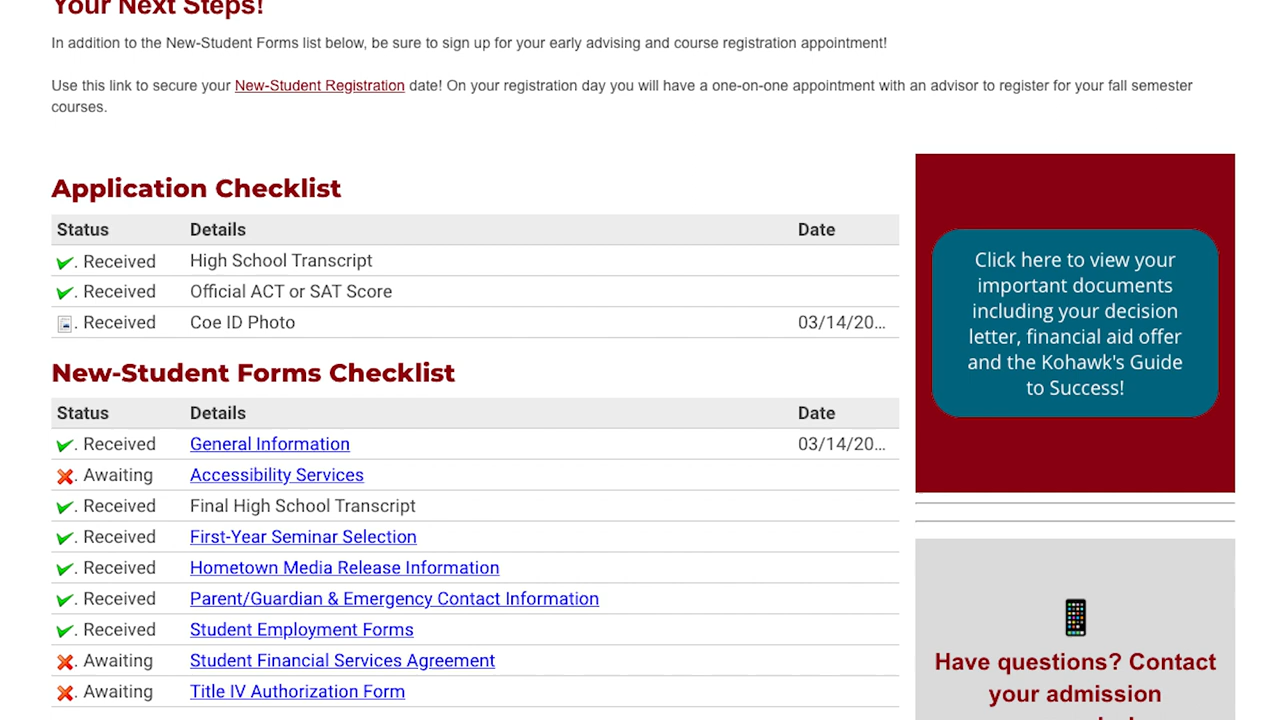 Your Next Steps!
In addition to the New-Student Forms list below, be sure to sign up for your early advising and course registration appointment!
Use this link to secure your New-Student Registration date! On your registration day you will have a one-on-one appointment with an advisor to register for your fall semester
courses.
Application Checklist
Status Details Date
. Received High School Transcript
. Received Official ACT or SAT Score
. Received Coe ID Photo 03/14/20...
New-Student Forms Checklist
Status Details Date
. Received General Information 03/14/20...
. Awaiting Accessibility Services
. Received Final High School Transcript
. Received First-Year Seminar Selection
. Received Hometown Media Release Information
. Received Parent/Guardian & Emergency Contact Information
. Received Student Employment Forms
. Awaiting Student Financial Services Agreement
. Awaiting Title IV Authorization Form
Click here to view your
important documents
including your decision
letter, financial aid offer
and the Kohawk's Guide
to Success!
Have questions? Contact
your admission